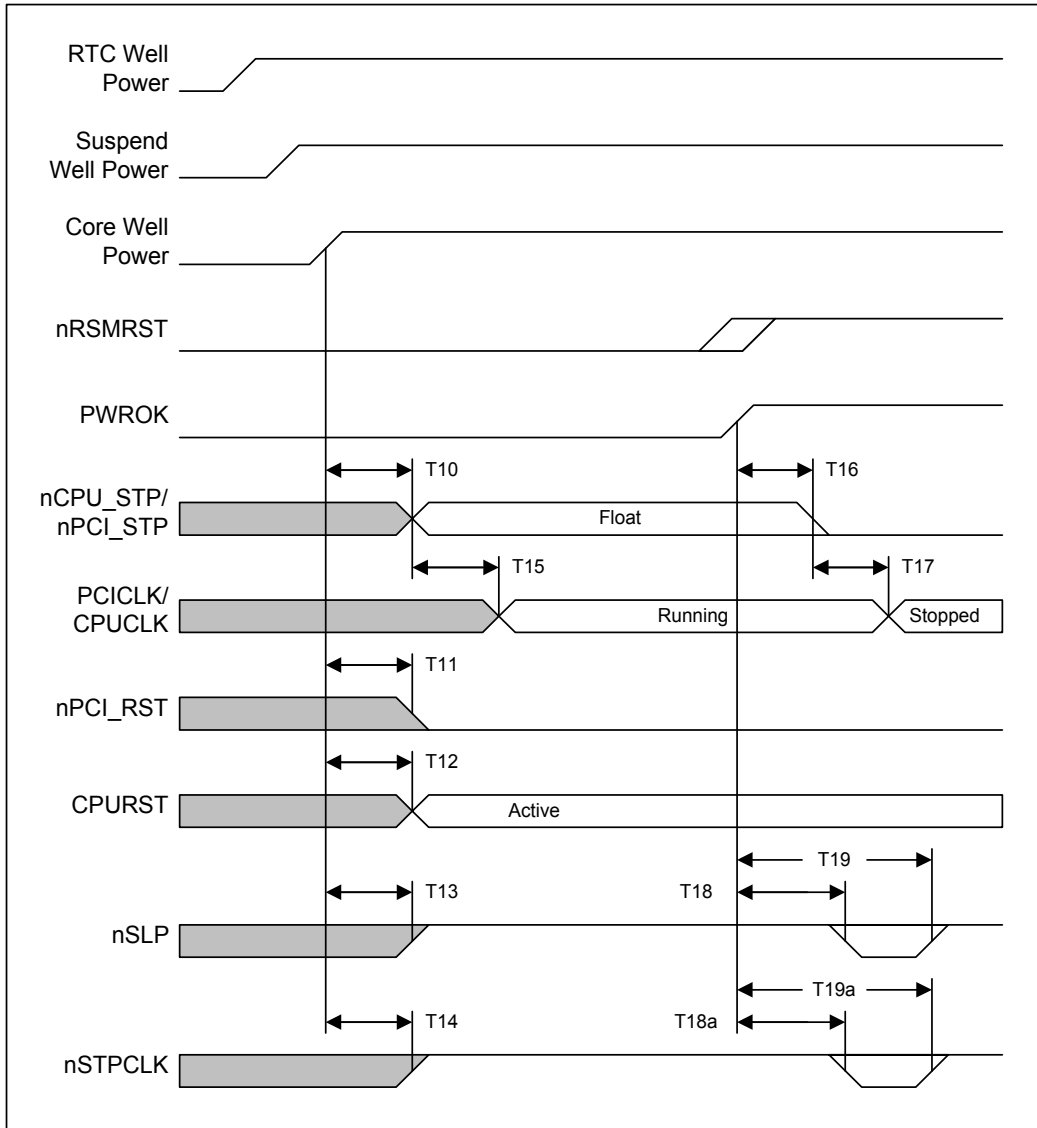 RTC Well
Power
Suspend
Well Power
Core Well
Power
nRSMRST
PWROK
T10
T16
nCPU_STP/
nPCI_STP
Float
T15
T17
PCICLK/
CPUCLK
Running
Stopped
T11
nPCI_RST
T12
CPURST
Active
T19
T13
T18
nSLP
T19a
T14
T18a
nSTPCLK